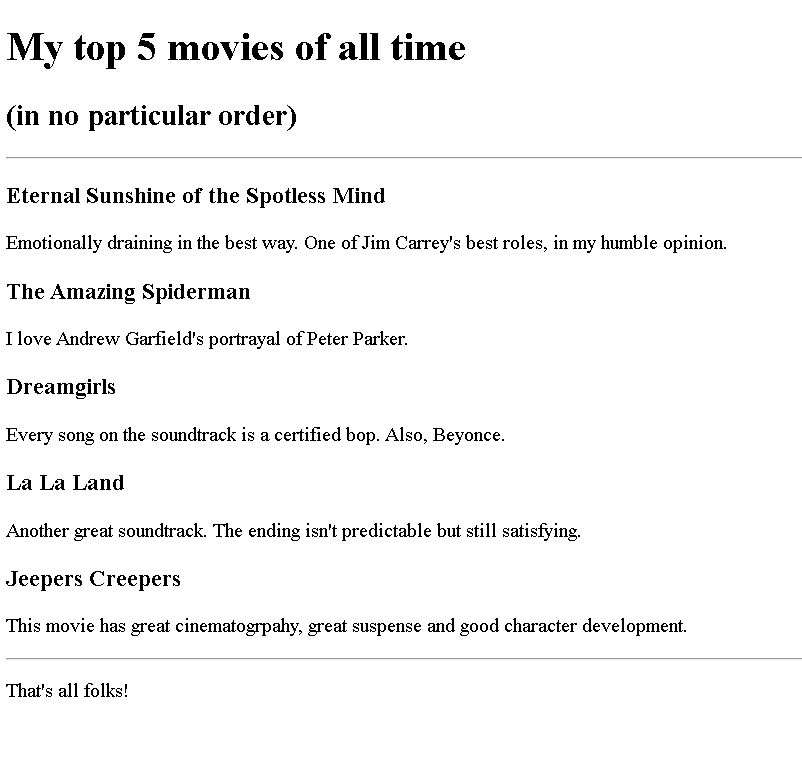 My top 5 movies of all time
(in no particular order)
Eternal Sunshine of the Spotless Mind
Emotionally draining in the best way. One of Jim Carrey's best roles, in my humble opinion.
The Amazing Spiderman
I love Andrew Garfield's portrayal of Peter Parker.
Dreamgirls
Every song on the soundtrack is a certified bop. Also, Beyonce.
La La Land
Another great soundtrack. The ending isn't predictable but still satisfying.
Jeepers Creepers
This movie has great cinematogrpahy, great suspense and good character development.
That's all folks!